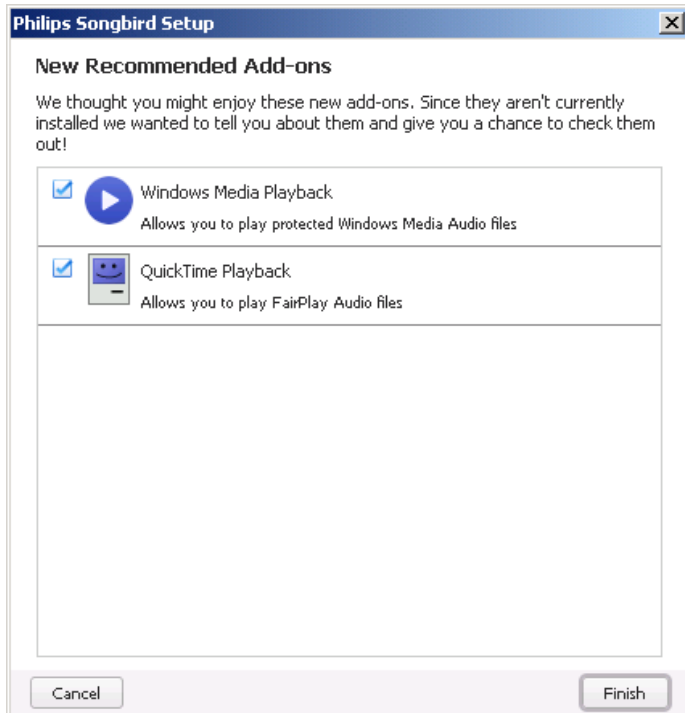 Philips Songbird Setup
New Recommended Add-ons
We thought you might enjoy these new add-ons. Since they aren't currently
installed we wanted to tell you about them and give you a chance to check them
out!
Windows Media Playback
Allows you to play protected Windows Media Audio files
QuickTime Playback
Allows you to play FairPlay Audio files
Cancel
Finish